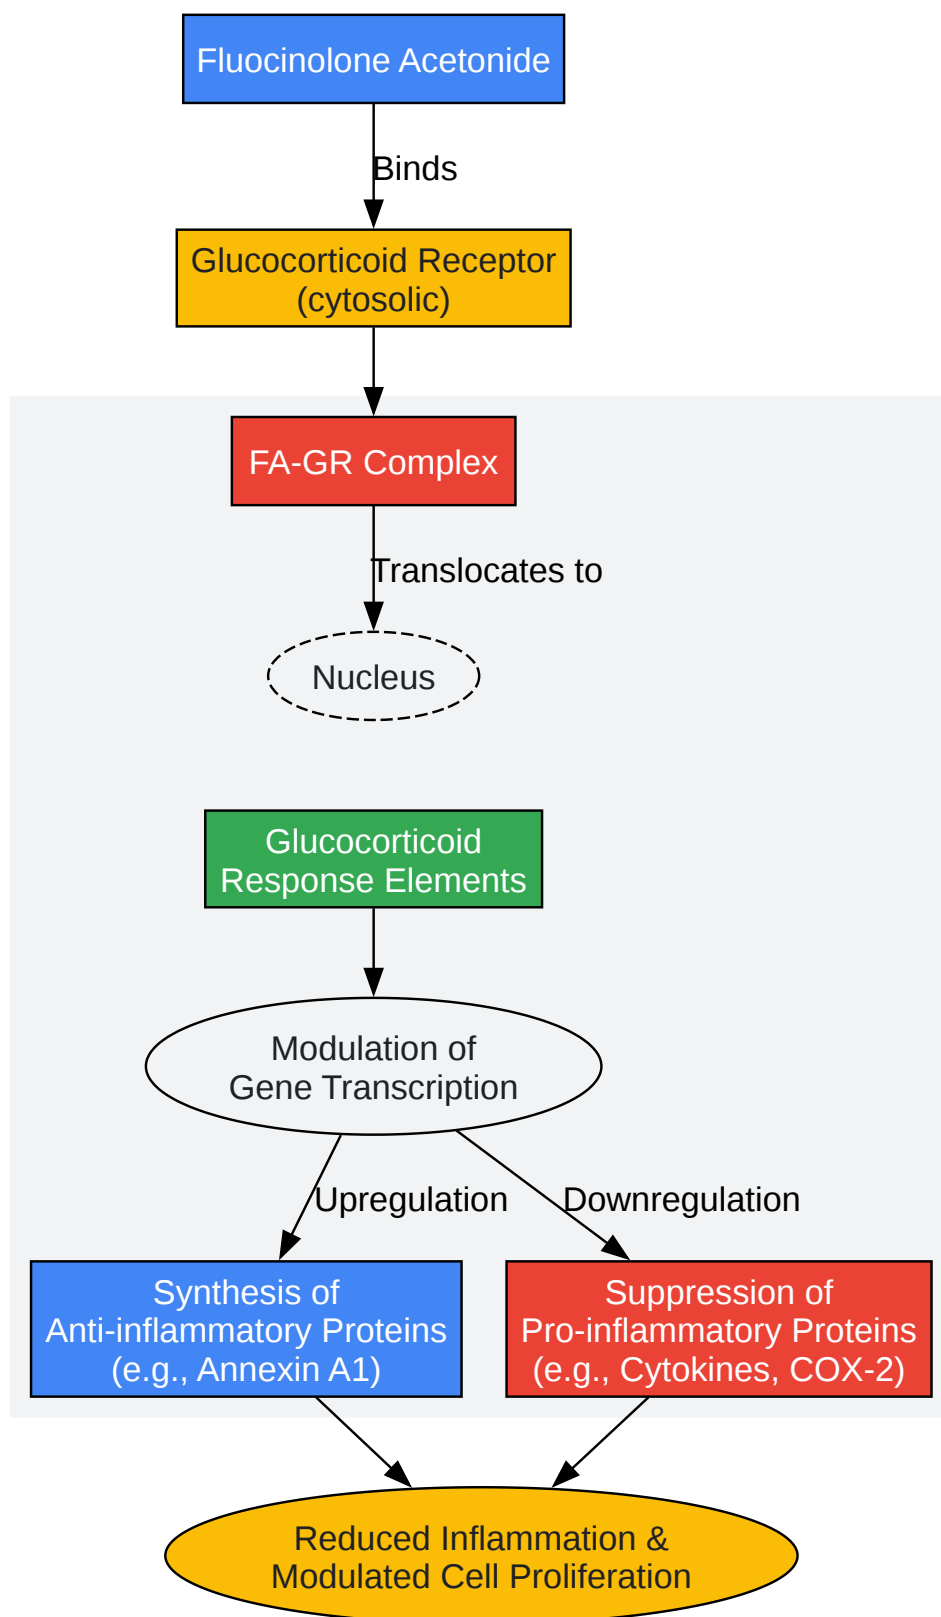 Fluocinolone Acetonide
Binds
Glucocorticoid Receptor
(cytosolic)
FA-GR Complex
Translocates to
Nucleus
Glucocorticoid
Response Elements
Modulation of
Gene Transcription
Upregulation
Downregulation
Synthesis of
Anti-inflammatory Proteins
(e.g., Annexin A1)
Suppression of
Pro-inflammatory Proteins
(e.g., Cytokines, COX-2)
Reduced Inflammation &
Modulated Cell Proliferation